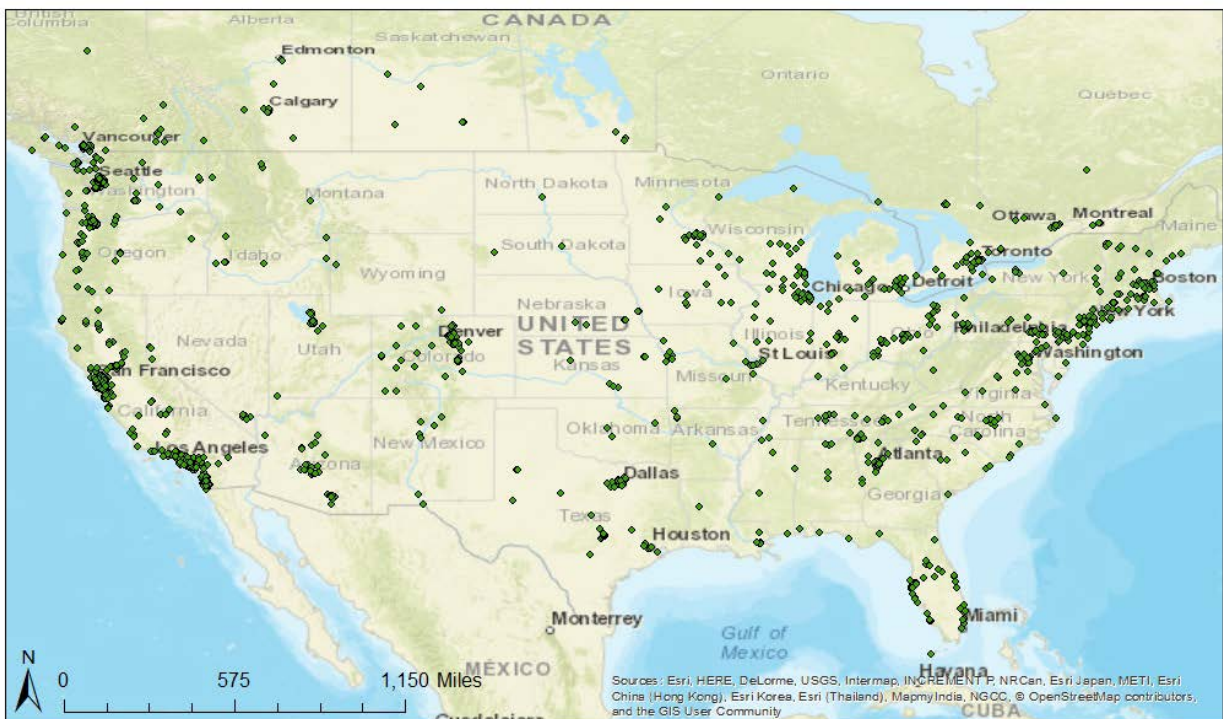 British
Columbia
Alberta
CANADA
Saskatchewan
Edmonton
Ontario
Québec
Calgary
Vancouver
Seattle
Washington
Montana
North Dakota
Minnesota
Ottawa
Montreal
Maine
Oregon
Idaho
South Dakota
Wisconsin
Toronto
Wyoming
Chicago
Detroit
New York
Boston
Iowa
Nebraska
New York
Nevada
Utah
Denver
Colorado
UNITED
STATES
Illinois
Ohio
Philadelphia
St Louis
Washington
San Francisco
Kansas
Missouri
Kentucky
Virginia
California
Tennessee
North
Carolina
Los Angeles
Arizona
New Mexico
Oklahoma
Arkansas
Atlanta
Dallas
Georgia
Texas
Houston
Monterrey
Miami
Gulf of
Mexico
MÉXICO
Havana
CUBA
N
0 575 1,150 Miles
Sources: Esri, HERE, DeLorme, USGS, Intermap, INCREMENT P, NRCan, Esri Japan, METI, Esri
China (Hong Kong), Esri Korea, Esri (Thailand), MapmyIndia, NGCC, © OpenStreetMap contributors,
and the GIS User Community